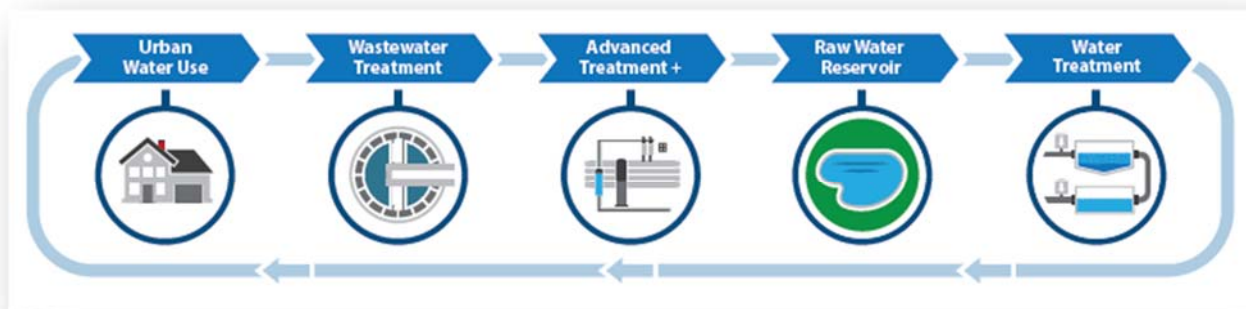 Urban
Water Use
Wastewater
Treatment
Advanced
Treatment +
Raw Water
Reservoir
Water
Treatment